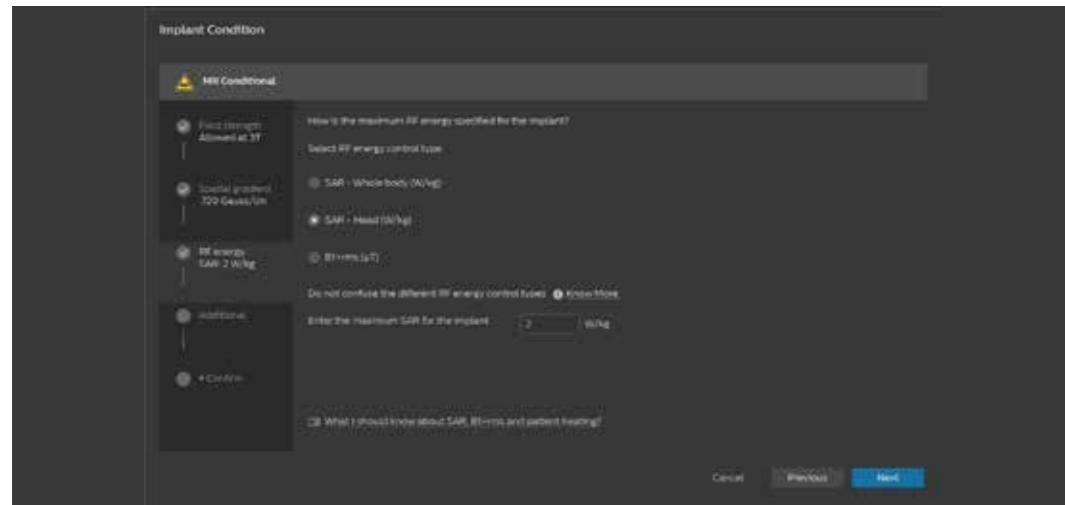 Implant Condition
MR Conditional
Field strength
Allowed at 3T
Spatial gradient
720 Gauss/cm
RF energy
SAR: 2 W/kg
Additional
Confirm
How is the maximum RF energy specified for the implant?
Select RF energy control type
SAR - Whole body (W/kg)
SAR - Head (W/kg)
B1+rms (µT)
Do not confuse the different RF energy control types Know More
Enter the maximum SAR for the implant 2 W/kg
What I should know about SAR, B1+rms and patient heating?
Cancel Previous Next